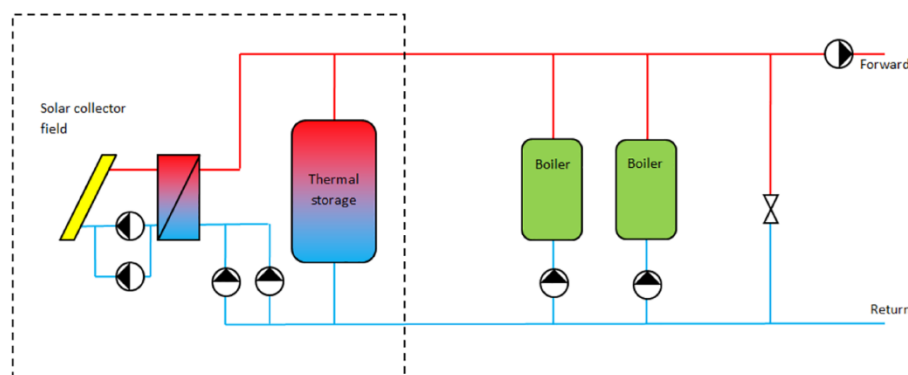 Forward
Solar collector
field
Boiler
Boiler
Thermal
storage
Return